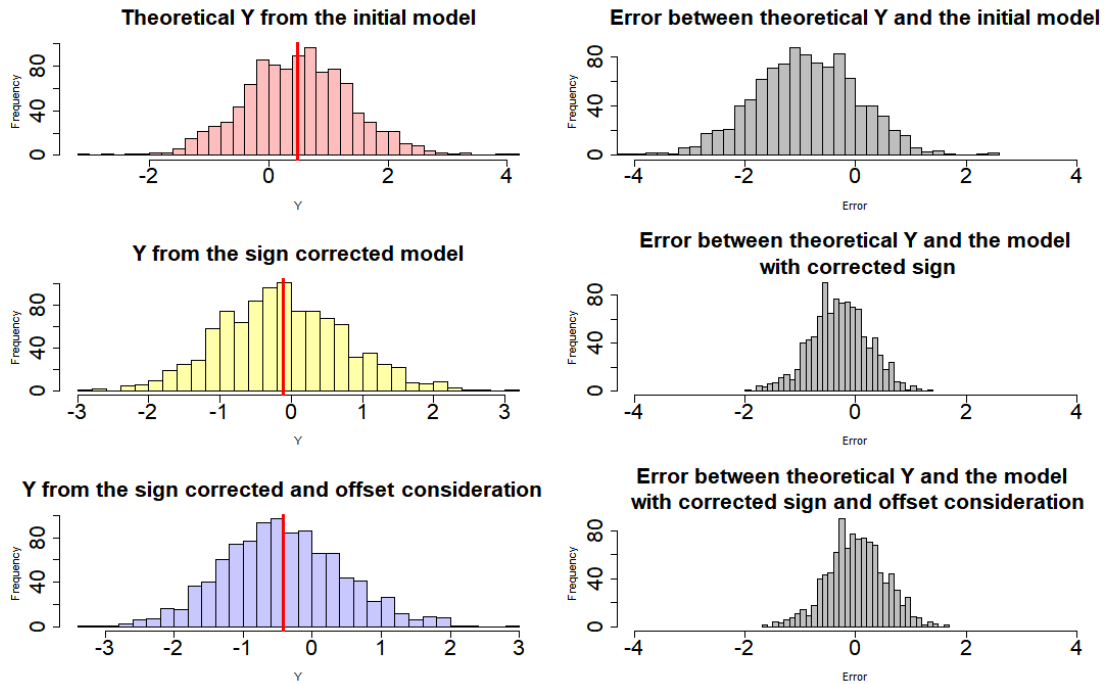 Theoretical Y from the initial model
Frequency
0 40 80
-2 0 2 4
Y
Error between theoretical Y and the initial model
Frequency
0 40 80
-4 -2 0 2 4
Error
Y from the sign corrected model
Frequency
0 40 80
-3 -2 -1 0 1 2 3
Y
Error between theoretical Y and the model
with corrected sign
Frequency
0 40 80
-4 -2 0 2 4
Error
Y from the sign corrected and offset consideration
Frequency
0 40 80
-3 -2 -1 0 1 2 3
Y
Error between theoretical Y and the model
with corrected sign and offset consideration
Frequency
0 40 80
-4 -2 0 2 4
Error